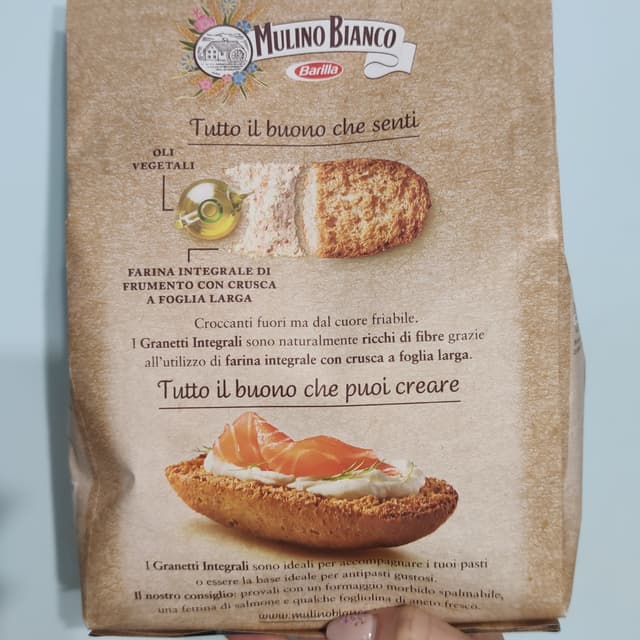 MULINO BIANCO
Barilla
Tutto il buono che senti
OLI
VEGETALI
FARINA INTEGRALE DI
FRUMENTO CON CRUSCA
A FOGLIA LARGA
Croccanti fuori ma dal cuore friabile.
I Granetti Integrali sono naturalmente ricchi di fibre grazie
all'utilizzo di farina integrale con crusca a foglia larga.
Tutto il buono che puoi creare
I Granetti Integrali sono ideali per accompagnare i tuoi pasti
o essere la base ideale per antipasti gustosi.
Il nostro consiglio: provali con un formaggio morbido spalmabile,
una fettina di salmone e qualche fogliolina di aneto fresco.
www.mulinobianco